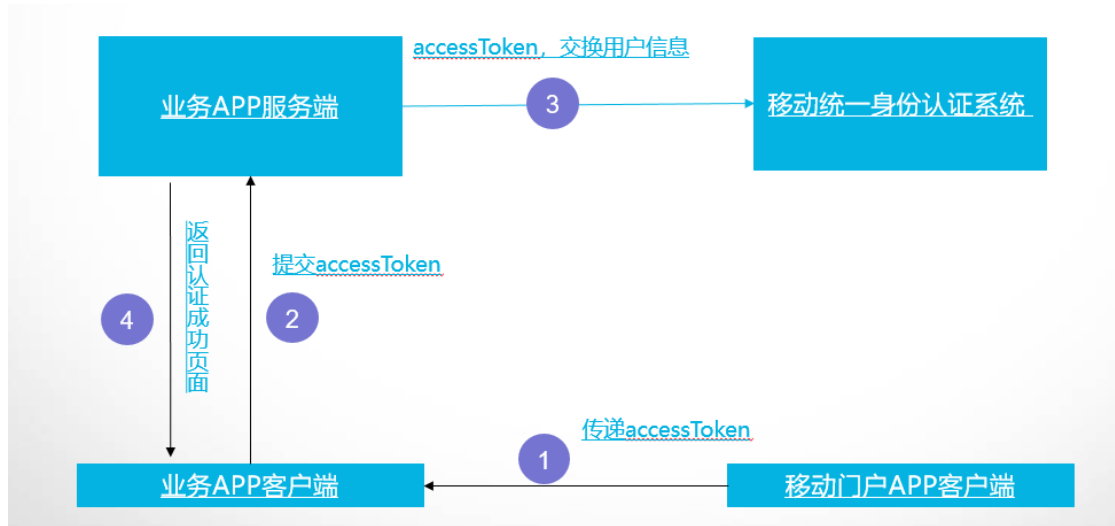 accessToken，交换用户信息
业务APP服务端
3
移动统一身份认证系统
返回认证成功页面
提交accessToken
4
2
传递accessToken
1
业务APP客户端
移动门户APP客户端